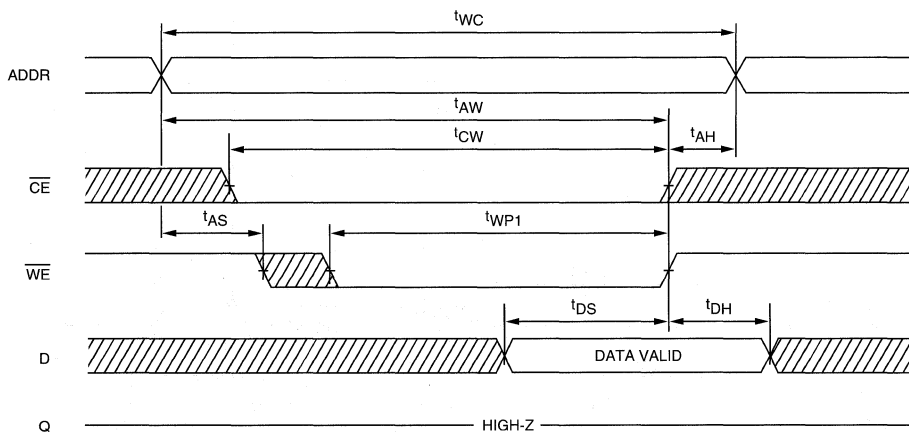 tWC
ADDR
tAW
tCW
tAH
CE
tAS
tWP1
WE
tDS
tDH
D
DATA VALID
Q
HIGH-Z